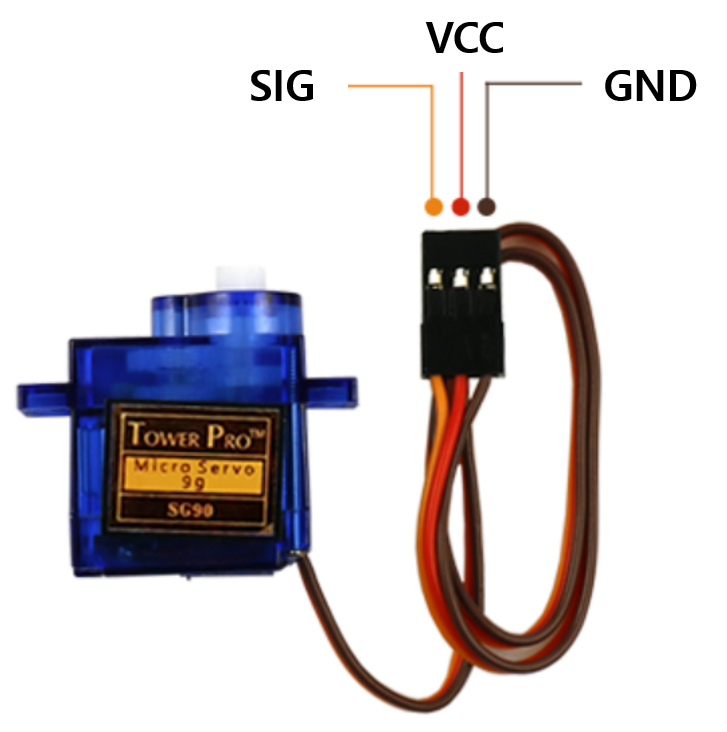 VCC
SIG
GND
TOWER PRO™
Micro Servo
9g
SG90